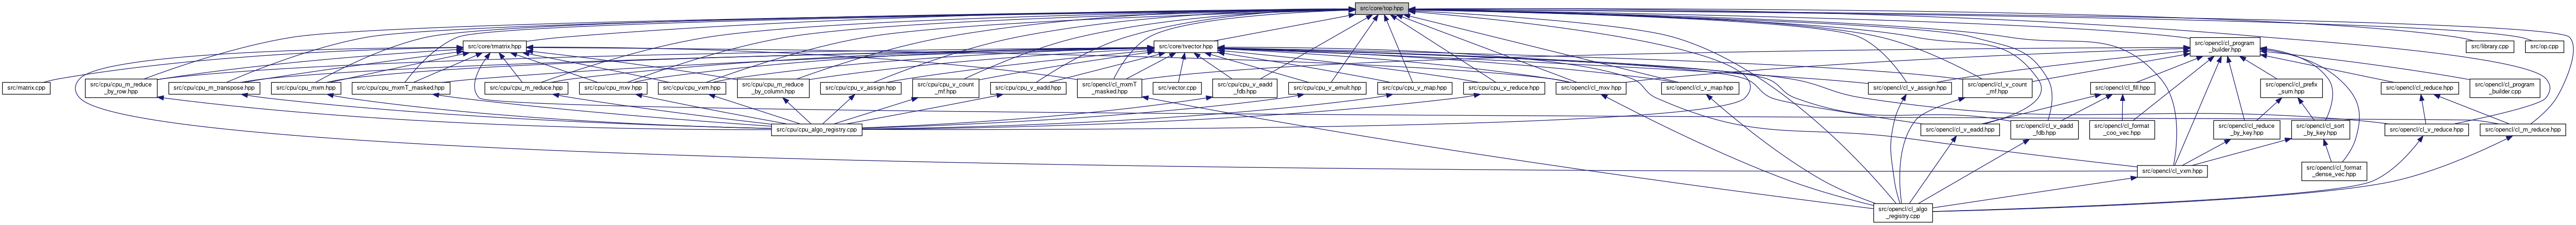 src/core/top.hpp
src/core/tmatrix.hpp
src/core/tvector.hpp
src/opencl/cl_program
_builder.hpp
src/library.cpp
src/op.cpp
src/matrix.cpp
src/cpu/cpu_m_reduce
_by_row.hpp
src/cpu/cpu_m_transpose.hpp
src/cpu/cpu_mxm.hpp
src/cpu/cpu_mxmT_masked.hpp
src/cpu/cpu_m_reduce.hpp
src/cpu/cpu_mxv.hpp
src/cpu/cpu_vxm.hpp
src/cpu/cpu_m_reduce
_by_column.hpp
src/cpu/cpu_v_assign.hpp
src/cpu/cpu_v_count
_mf.hpp
src/cpu/cpu_v_eadd.hpp
src/opencl/cl_mxmT
_masked.hpp
src/vector.cpp
src/cpu/cpu_v_eadd
_fdb.hpp
src/cpu/cpu_v_emult.hpp
src/cpu/cpu_v_map.hpp
src/cpu/cpu_v_reduce.hpp
src/opencl/cl_mxv.hpp
src/opencl/cl_v_map.hpp
src/opencl/cl_v_assign.hpp
src/opencl/cl_v_count
_mf.hpp
src/opencl/cl_fill.hpp
src/opencl/cl_prefix
_sum.hpp
src/opencl/cl_reduce.hpp
src/opencl/cl_program
_builder.cpp
src/cpu/cpu_algo_registry.cpp
src/opencl/cl_v_eadd.hpp
src/opencl/cl_v_eadd
_fdb.hpp
src/opencl/cl_format
_coo_vec.hpp
src/opencl/cl_reduce
_by_key.hpp
src/opencl/cl_sort
_by_key.hpp
src/opencl/cl_v_reduce.hpp
src/opencl/cl_m_reduce.hpp
src/opencl/cl_vxm.hpp
src/opencl/cl_format
_dense_vec.hpp
src/opencl/cl_algo
_registry.cpp